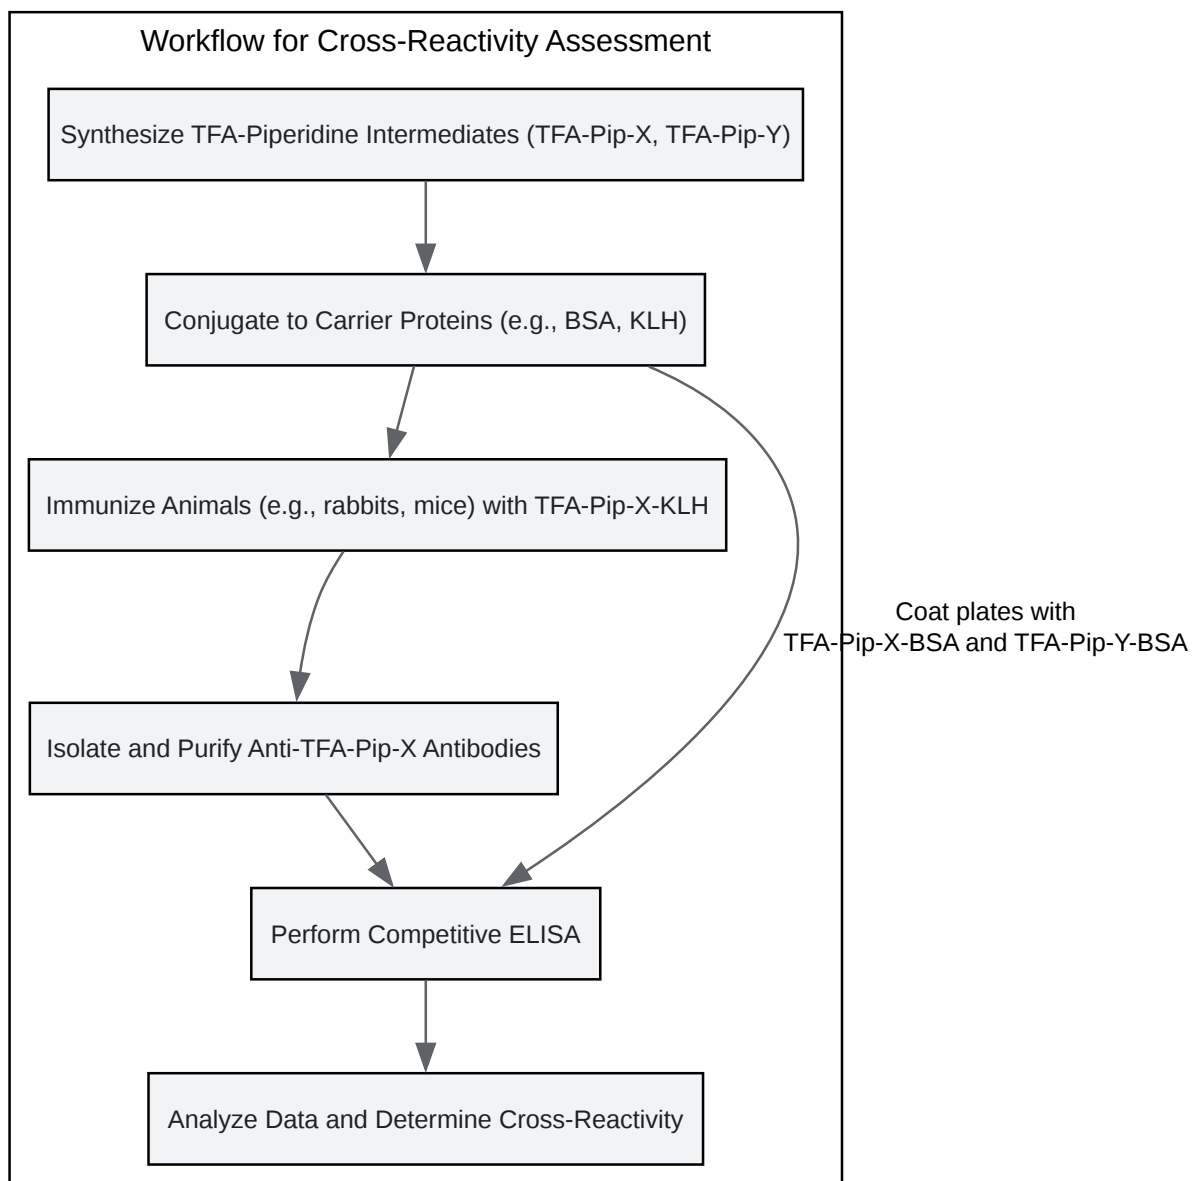 Workflow for Cross-Reactivity Assessment
Synthesize TFA-Piperidine Intermediates (TFA-Pip-X, TFA-Pip-Y)
Conjugate to Carrier Proteins (e.g., BSA, KLH)
Immunize Animals (e.g., rabbits, mice) with TFA-Pip-X-KLH
Coat plates with
TFA-Pip-X-BSA and TFA-Pip-Y-BSA
Isolate and Purify Anti-TFA-Pip-X Antibodies
Perform Competitive ELISA
Analyze Data and Determine Cross-Reactivity